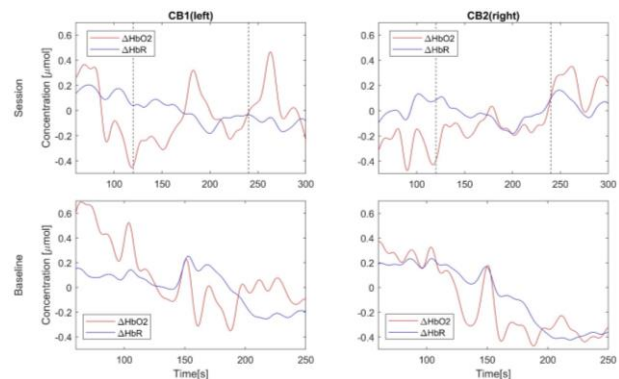 CB1(left)
CB2(right)
Session
Concentration [μmol]
0.6
0.4
0.2
0
-0.2
-0.4
ΔHbO2
ΔHbR
100
150
200
250
300
Concentration [μmol]
0.6
0.4
0.2
0
-0.2
-0.4
ΔHbO2
ΔHbR
100
150
200
250
300
Baseline
Concentration [μmol]
0.6
0.4
0.2
0
-0.2
-0.4
ΔHbO2
ΔHbR
100
150
200
250
Time[s]
Concentration [μmol]
0.6
0.4
0.2
0
-0.2
-0.4
ΔHbO2
ΔHbR
100
150
200
250
Time[s]